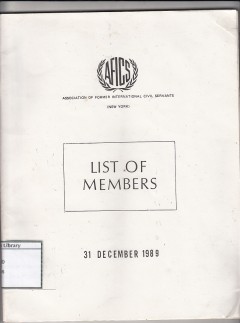 AFICS
ASSOCIATION OF FORMER INTERNATIONAL CIVIL SERVANTS
(NEW YORK)
LIST OF
MEMBERS
31 DECEMBER 1989
Library